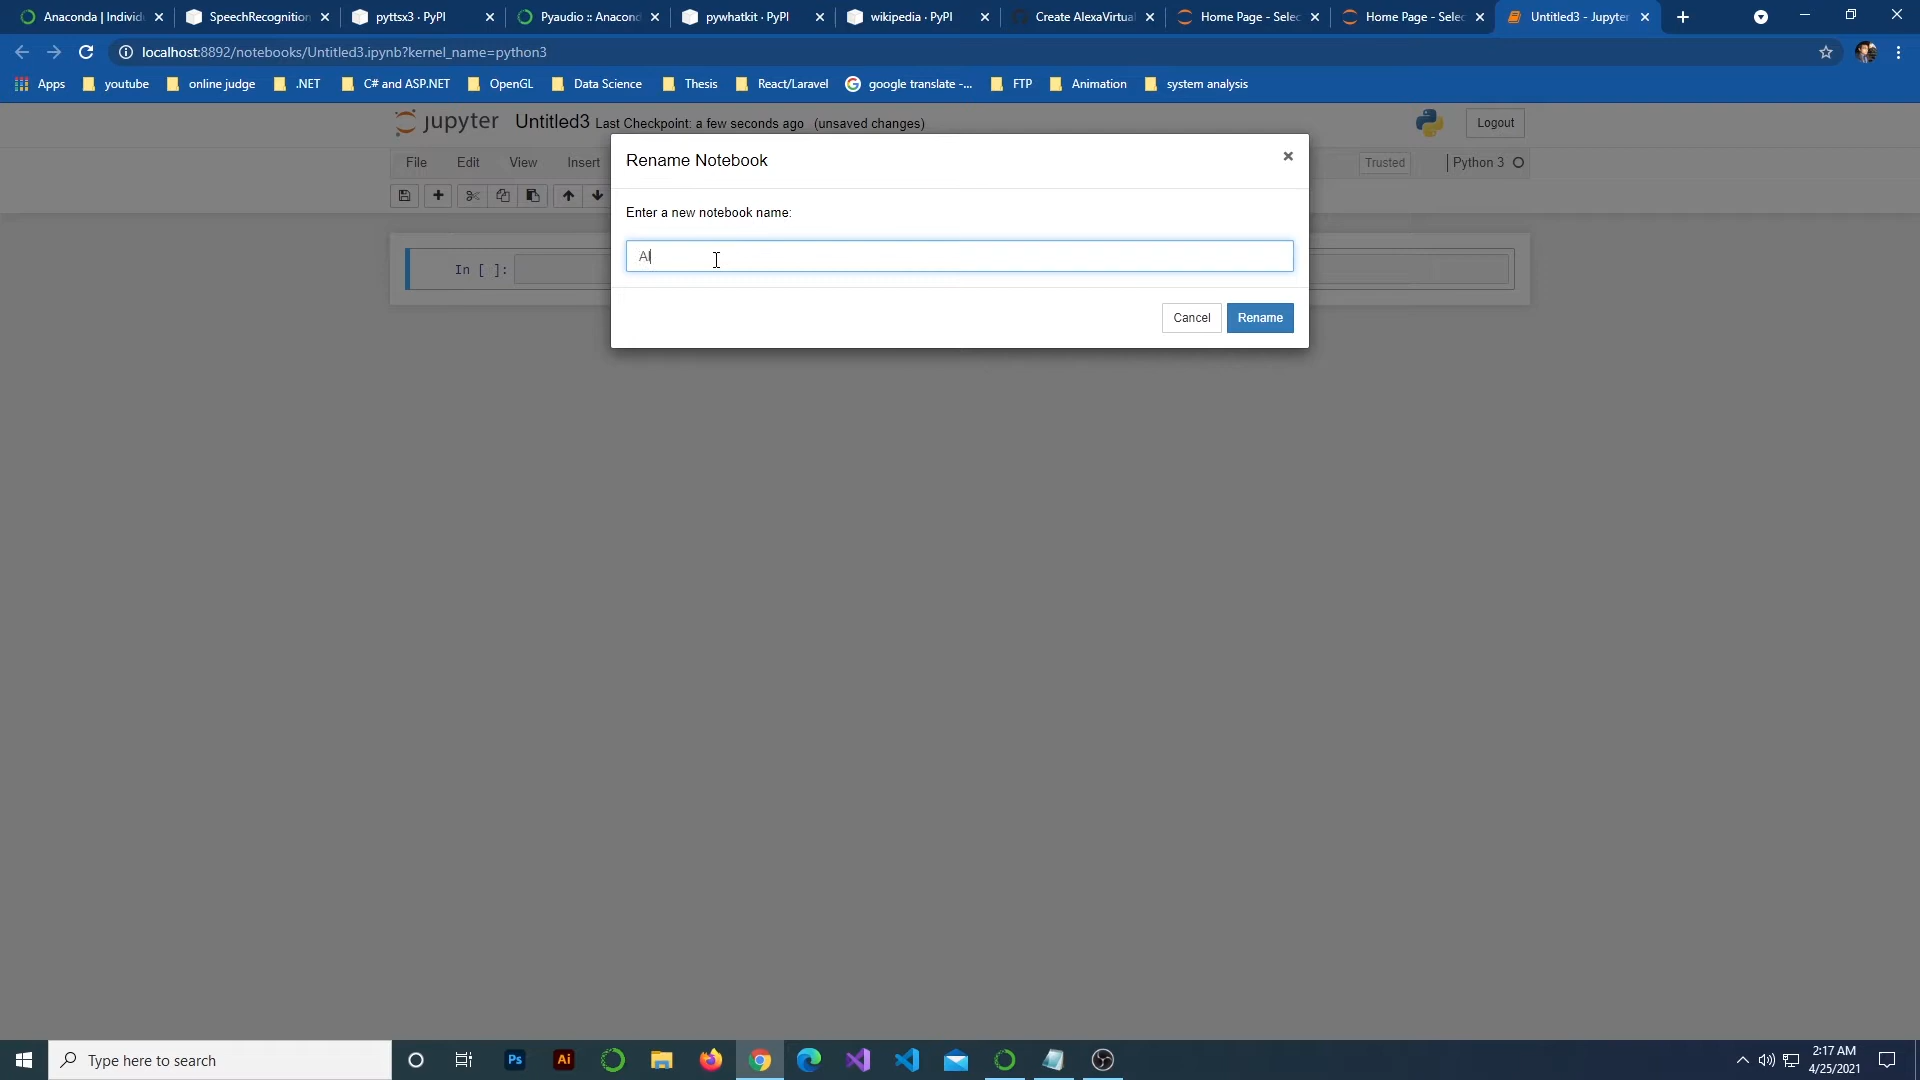 Anaconda | Individu
SpeechRecognition
pyttsx3 · PyPI
Pyaudio :: Anacond
pywhatkit · PyPI
wikipedia · PyPI
Create AlexaVirtual
Home Page - Selec
Home Page - Selec
Untitled3 - Jupyter
localhost:8892/notebooks/Untitled3.ipynb?kernel_name=python3
Apps
youtube
online judge
.NET
C# and ASP.NET
OpenGL
Data Science
Thesis
React/Laravel
google translate -...
FTP
Animation
system analysis
jupyter Untitled3 Last Checkpoint: a few seconds ago (unsaved changes)
Logout
File
Edit
View
Insert
Trusted
Python 3
Rename Notebook
Enter a new notebook name:
Al
Cancel
Rename
In [ ]:
Type here to search
Ps
Ai
2:17 AM
4/25/2021